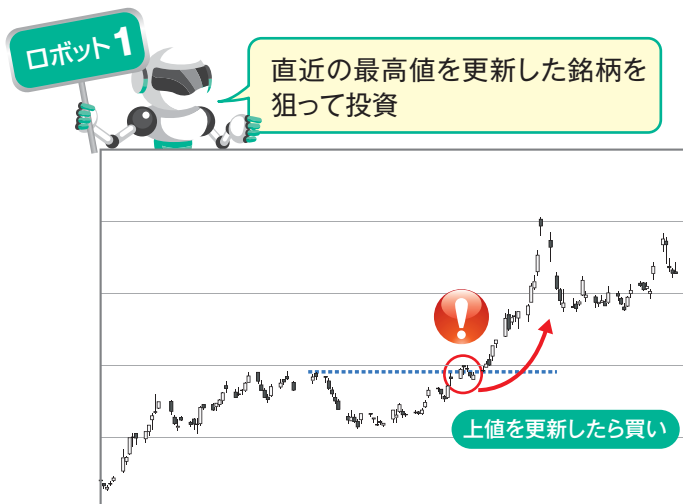 ロボット1
直近の最高値を更新した銘柄を
狙って投資
上値を更新したら買い